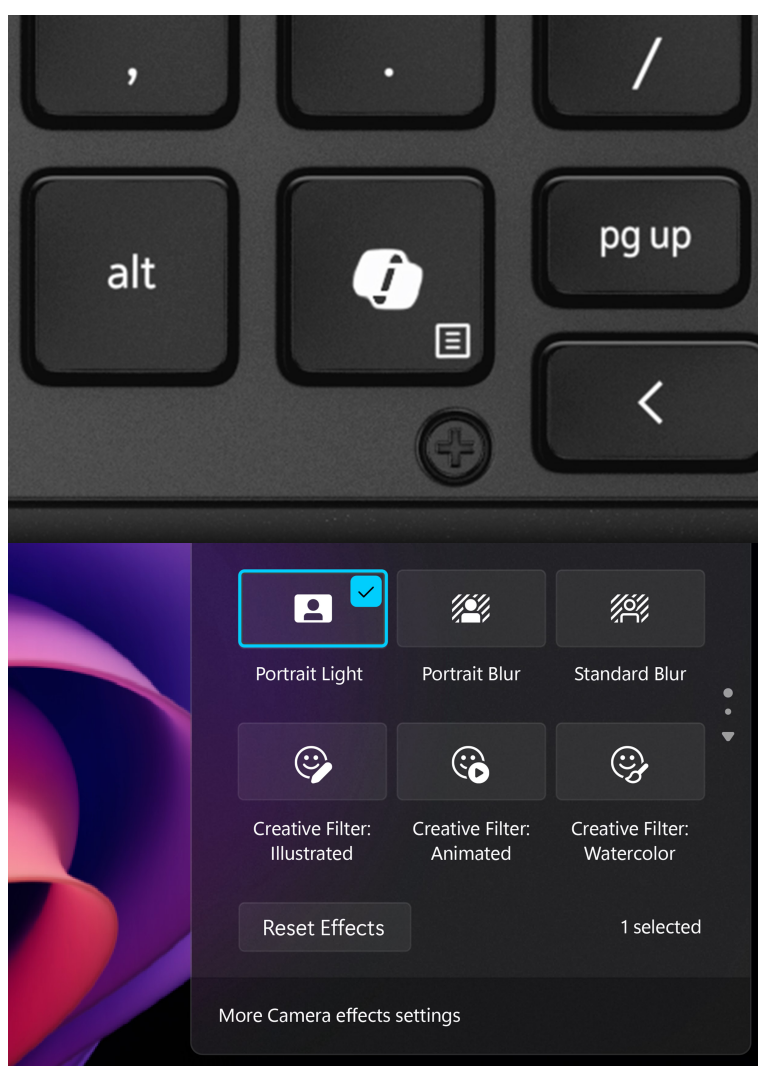 , . /
alt
pg up
<
Portrait Light Portrait Blur Standard Blur
Creative Filter: Creative Filter: Creative Filter:
Illustrated Animated Watercolor
Reset Effects 1 selected
More Camera effects settings